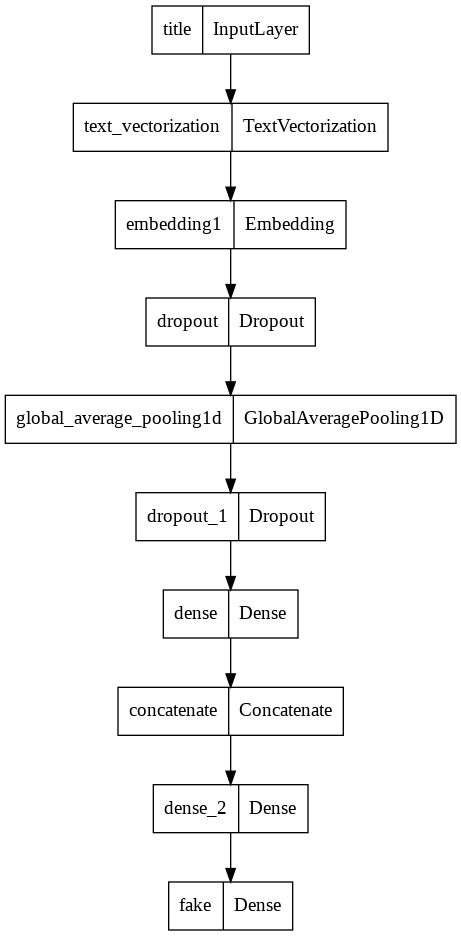 title InputLayer
text_vectorization TextVectorization
embedding1 Embedding
dropout Dropout
global_average_pooling1d GlobalAveragePooling1D
dropout_1 Dropout
dense Dense
concatenate Concatenate
dense_2 Dense
fake Dense